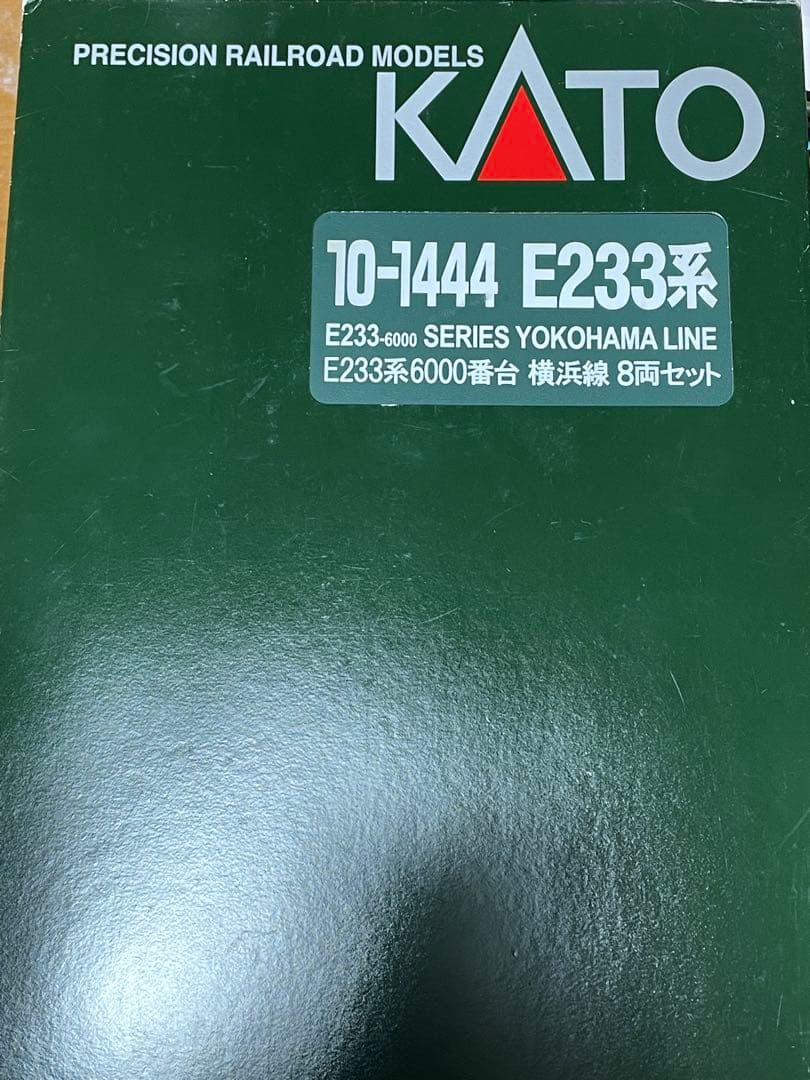 PRECISION RAILROAD MODELS
KATO
10-1444 E233系
E233-6000 SERIES YOKOHAMA LINE
E233系6000番台 横浜線 8両セット